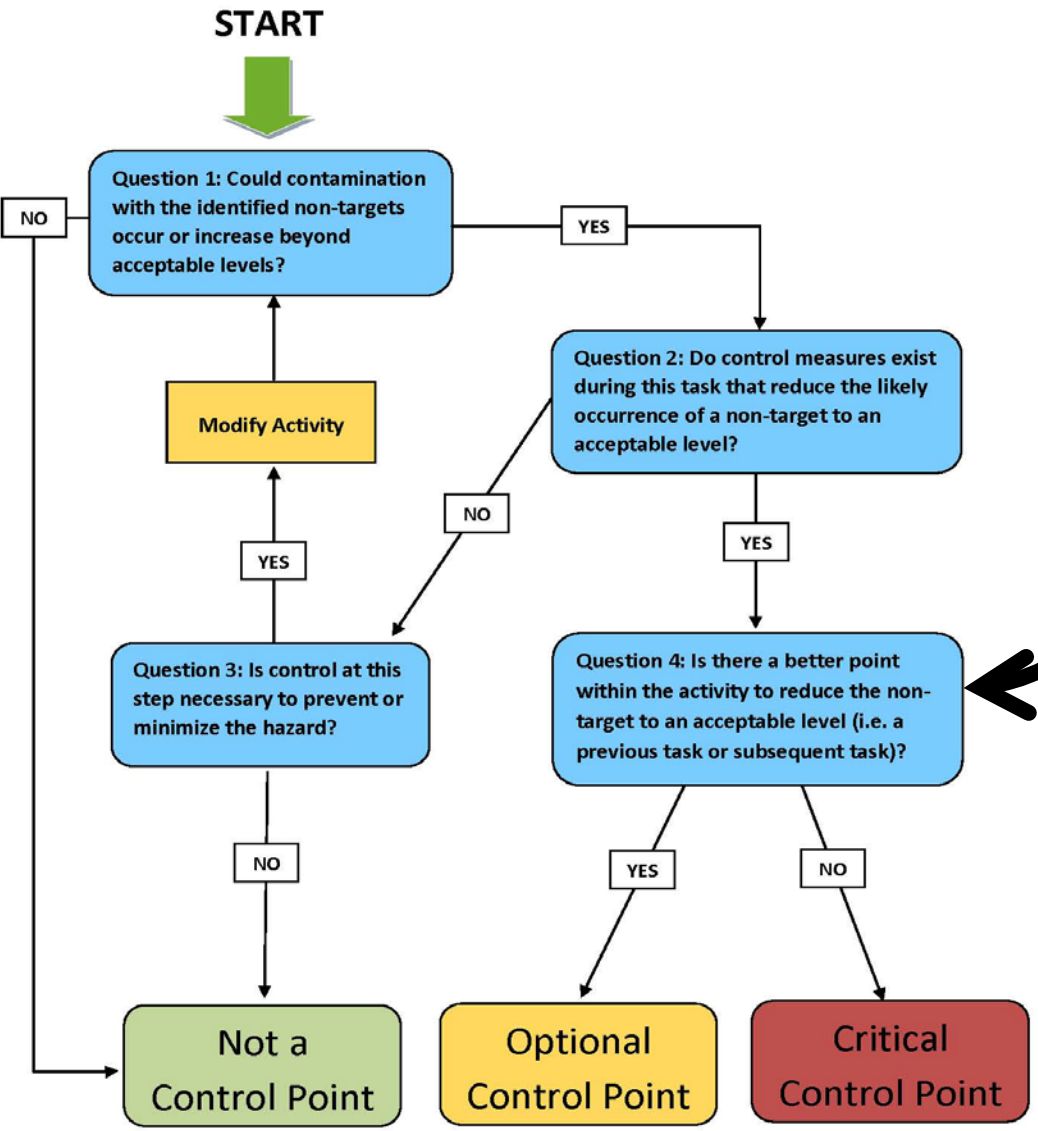 START
Question 1: Could contamination
with the identified non-targets
occur or increase beyond
acceptable levels?
NO
YES
Question 2: Do control measures exist
during this task that reduce the likely
occurrence of a non-target to an
acceptable level?
Modify Activity
NO
YES
YES
Question 3: Is control at this
step necessary to prevent or
minimize the hazard?
Question 4: Is there a better point
within the activity to reduce the non-
target to an acceptable level (i.e. a
previous task or subsequent task)?
NO
YES
NO
Not a
Control Point
Optional
Control Point
Critical
Control Point